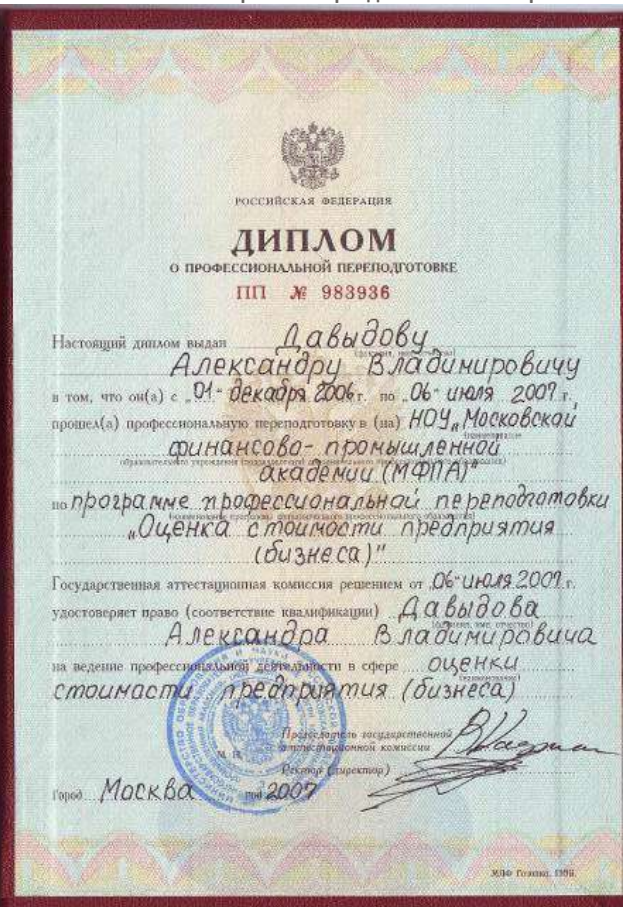 РОССИЙСКАЯ ФЕДЕРАЦИЯ
ДИПЛОМ
О ПРОФЕССИОНАЛЬНОЙ ПЕРЕПОДГОТОВКЕ
ПП № 983936
Настоящий диплом выдан Давыдову
Александру Владимировичу
в том, что он(а) с „01" декабря 2006 г. по „06" июля 2007 г.
прошел(а) профессиональную переподготовку в (на) НОУ „Московской
финансово-промышленной
академии (МФПА)"
по программе профессиональной переподготовки
„Оценка стоимости предприятия
(бизнеса)"
Государственная аттестационная комиссия решением от „06" июля 2007 г.
удостоверяет право (соответствие квалификации) Давыдова
(фамилия, имя, отчество)
Александра Владимировича
на ведение профессиональной деятельности в сфере оценки
стоимости предприятия (бизнеса)
Председатель государственной
аттестационной комиссии
М. П.
Ректор (директор)
Город Москва год 2007